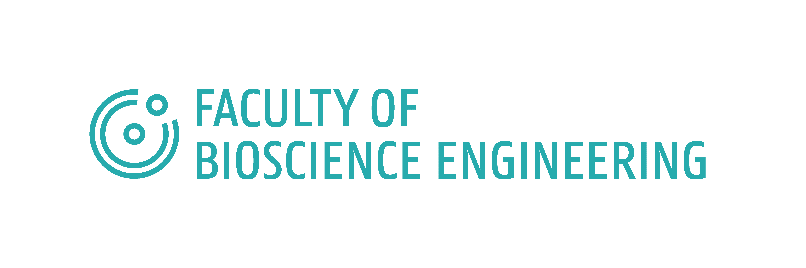 FACULTY OF
BIOSCIENCE ENGINEERING